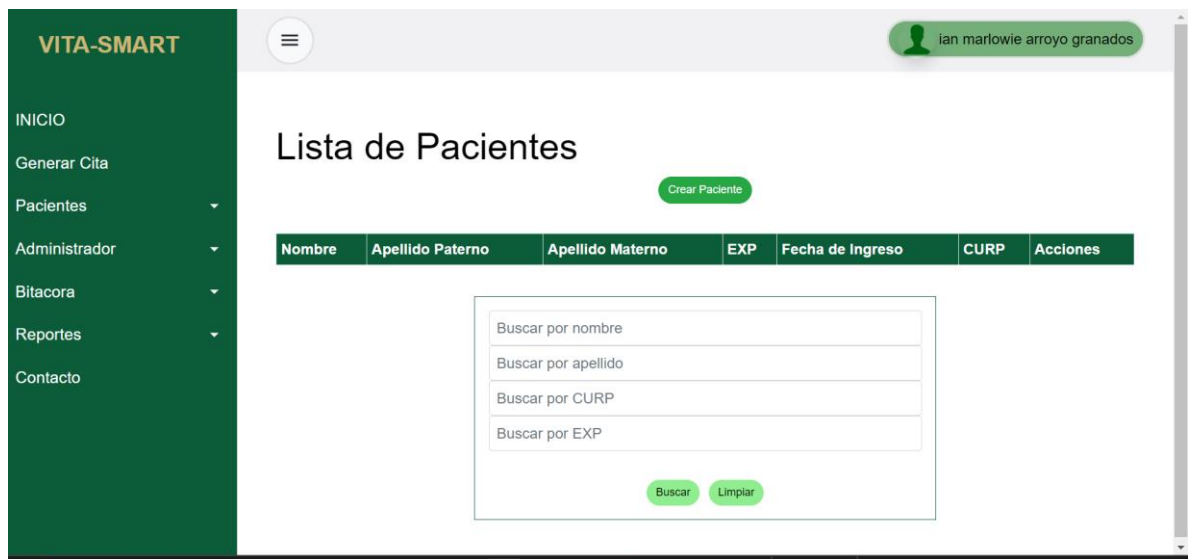 VITA-SMART
ian marlowie arroyo granados
INICIO
Generar Cita
Pacientes
Administrador
Bitacora
Reportes
Contacto
Lista de Pacientes
Crear Paciente
Nombre Apellido Paterno Apellido Materno EXP Fecha de Ingreso CURP Acciones
Buscar por nombre
Buscar por apellido
Buscar por CURP
Buscar por EXP
Buscar Limpiar